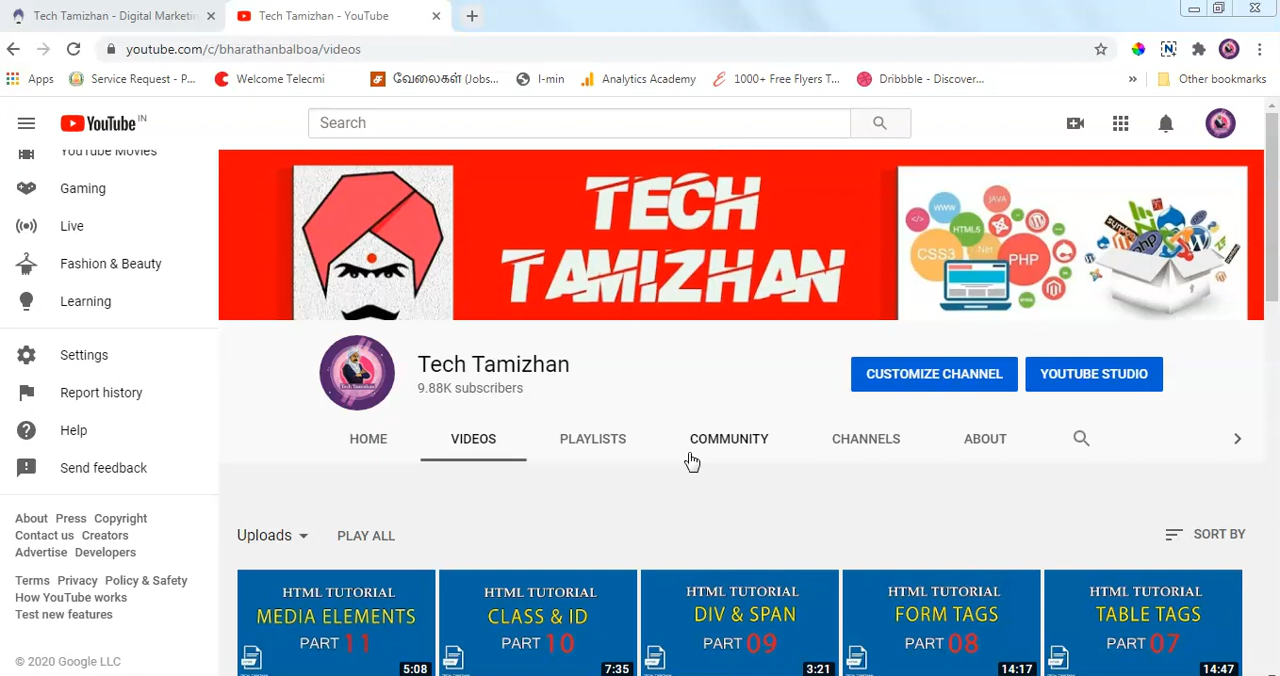 Tech Tamizhan - Digital Marketin
Tech Tamizhan - YouTube
youtube.com/c/bharathanbalboa/videos
Apps
Service Request - P...
Welcome Telecmi
வேலைகள் (Jobs...
I-min
Analytics Academy
1000+ Free Flyers T...
Dribbble - Discover...
»
Other bookmarks
YouTube IN
Search
YouTube Movies
Gaming
Live
Fashion & Beauty
Learning
Settings
Report history
Help
Send feedback
About Press Copyright
Contact us Creators
Advertise Developers
Terms Privacy Policy & Safety
How YouTube works
Test new features
© 2020 Google LLC
TECH
TAMIZHAN
WWW
JAVA
</>
HTML5
CSS3
.Net
PHP
php
Tech Tamizhan
9.88K subscribers
CUSTOMIZE CHANNEL
YOUTUBE STUDIO
HOME
VIDEOS
PLAYLISTS
COMMUNITY
CHANNELS
ABOUT
Uploads
PLAY ALL
SORT BY
HTML TUTORIAL
MEDIA ELEMENTS
PART 11
5:08
HTML TUTORIAL
CLASS & ID
PART 10
7:35
HTML TUTORIAL
DIV & SPAN
PART 09
3:21
HTML TUTORIAL
FORM TAGS
PART 08
14:17
HTML TUTORIAL
TABLE TAGS
PART 07
14:47